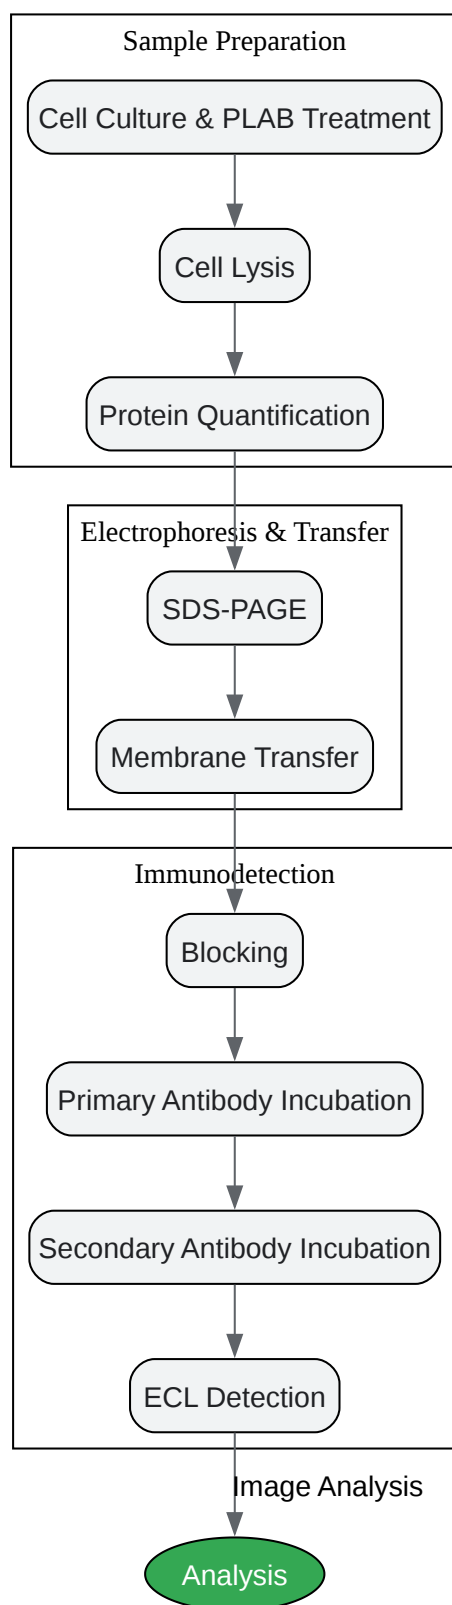 Sample Preparation
Cell Culture & PLAB Treatment
Cell Lysis
Protein Quantification
Electrophoresis & Transfer
SDS-PAGE
Membrane Transfer
Immunodetection
Blocking
Primary Antibody Incubation
Secondary Antibody Incubation
ECL Detection
Image Analysis
Analysis